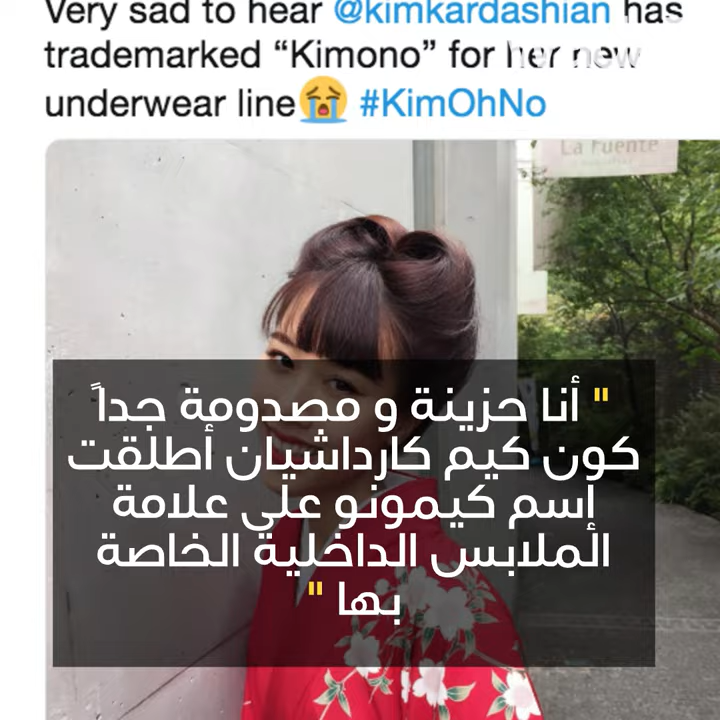 Very sad to hear @kimkardashian has
trademarked “Kimono” for her new
underwear line😭 #KimOhNo
La Fuente
" أنا حزينة و مصدومة جداً
كون كيم كارداشيان أطلقت
إسم كيمونو على علامة
الملابس الداخلية الخاصة
بها "